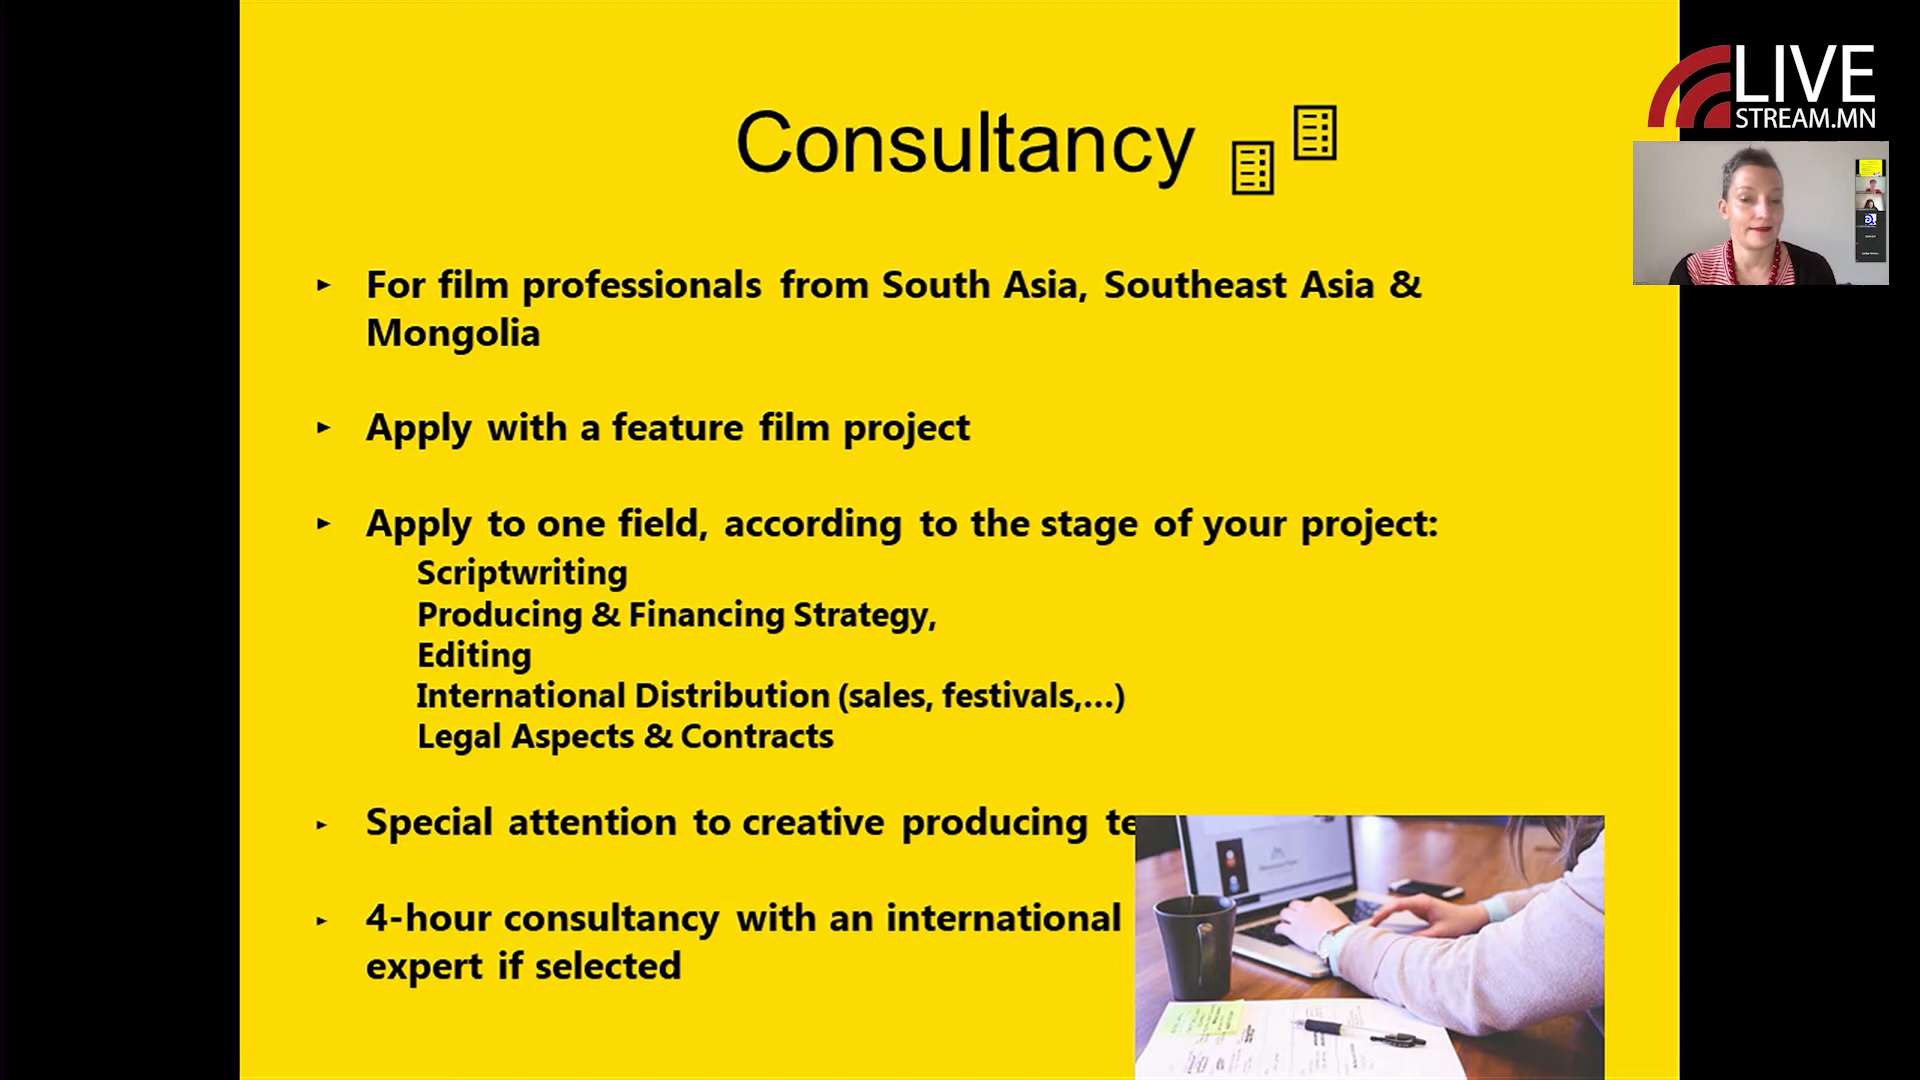 LIVE
STREAM.MN
Consultancy
► For film professionals from South Asia, Southeast Asia &
Mongolia
► Apply with a feature film project
► Apply to one field, according to the stage of your project:
Scriptwriting
Producing & Financing Strategy,
Editing
International Distribution (sales, festivals,...)
Legal Aspects & Contracts
► Special attention to creative producing
► 4-hour consultancy with an international
expert if selected